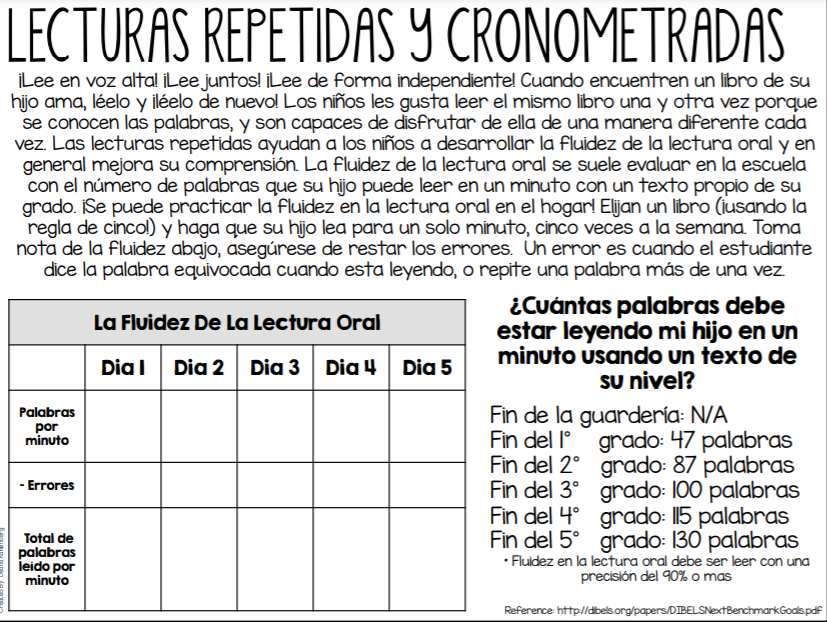 LECTURAS REPETIDAS Y CRONOMETRADAS
¡Lee en voz alta! ¡Lee juntos! ¡Lee de forma independiente! Cuando encuentren un libro de su
hijo ama, léelo y ¡léelo de nuevo! Los niños les gusta leer el mismo libro una y otra vez porque
se conocen las palabras, y son capaces de disfrutar de ella de una manera diferente cada
vez. Las lecturas repetidas ayudan a los niños a desarrollar la fluidez de la lectura oral y en
general mejora su comprensión. La fluidez de la lectura oral se suele evaluar en la escuela
con el número de palabras que su hijo puede leer en un minuto con un texto propio de su
grado. ¡Se puede practicar la fluidez en la lectura oral en el hogar! Elijan un libro (¡usando la
regla de cinco!) y haga que su hijo lea para un solo minuto, cinco veces a la semana. Toma
nota de la fluidez abajo, asegúrese de restar los errores. Un error es cuando el estudiante
dice la palabra equivocada cuando esta leyendo, o repite una palabra más de una vez.
La Fluidez De La Lectura Oral
Dia 1 Dia 2 Dia 3 Dia 4 Dia 5
Palabras
por
minuto
- Errores
Total de
palabras
leído por
minuto
¿Cuántas palabras debe
estar leyendo mi hijo en un
minuto usando un texto de
su nivel?
Fin de la guardería: N/A
Fin del 1° grado: 47 palabras
Fin del 2° grado: 87 palabras
Fin del 3° grado: 100 palabras
Fin del 4° grado: 115 palabras
Fin del 5° grado: 130 palabras
• Fluidez en la lectura oral debe ser leer con una
precisión del 90% o mas
Reference: http://dibels.org/papers/DIBELSNextBenchmarkGoals.pdf